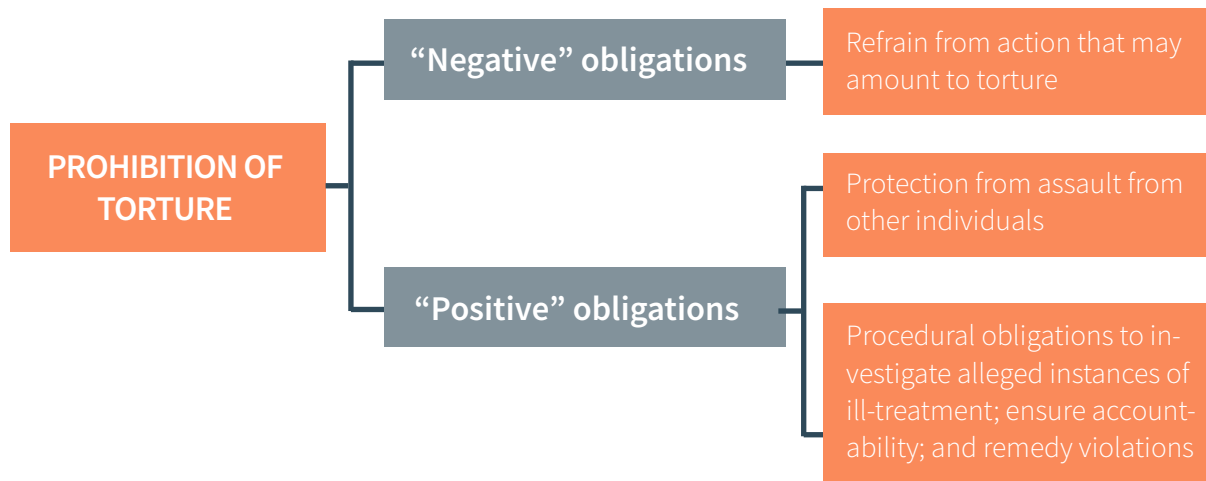 PROHIBITION OF
TORTURE
“Negative” obligations
Refrain from action that may
amount to torture
“Positive” obligations
Protection from assault from
other individuals
Procedural obligations to in-
vestigate alleged instances of
ill-treatment; ensure account-
ability; and remedy violations